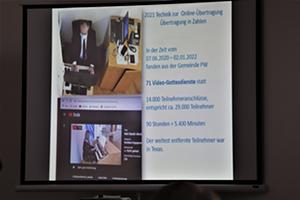 2021 Technik zur Online-Übertragung
Übertragung in Zahlen
In der Zeit vom
07.06.2020 – 02.01.2022
fanden aus der Gemeinde PW
71 Video-Gottesdienste statt
14.000 Teilnehmeranschlüsse,
entspricht ca. 29.000 Teilnehmer
90 Stunden = 5.400 Minuten
Der weitest entfernte Teilnehmer war
in Texas.